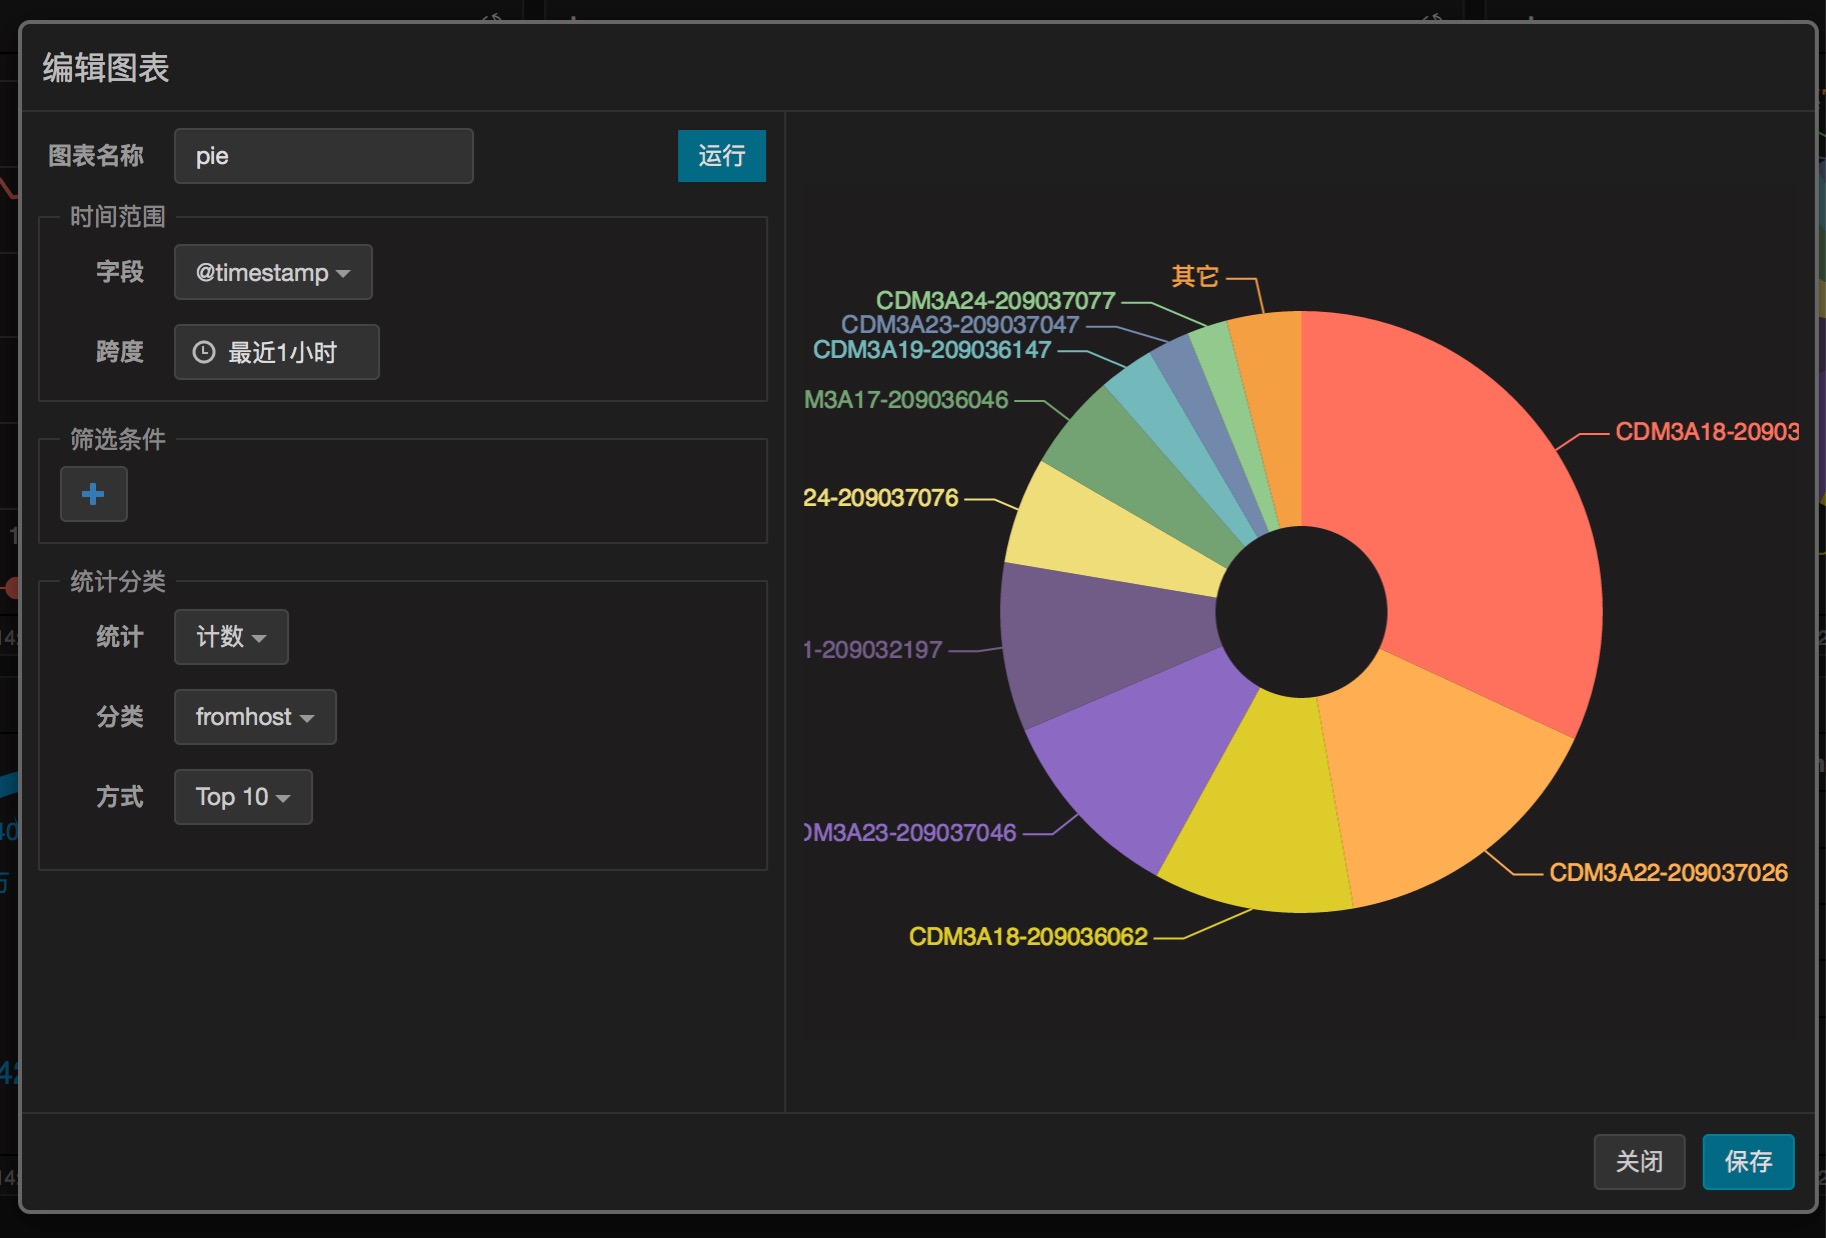 编辑图表
图表名称
pie
运行
时间范围
字段
@timestamp
跨度
最近1小时
筛选条件
统计分类
统计
计数
分类
fromhost
方式
Top 10
其它
CDM3A24-209037077
CDM3A23-209037047
CDM3A19-209036147
M3A17-209036046
CDM3A18-20903
24-209037076
1-209032197
DM3A23-209037046
CDM3A22-209037026
CDM3A18-209036062
关闭
保存